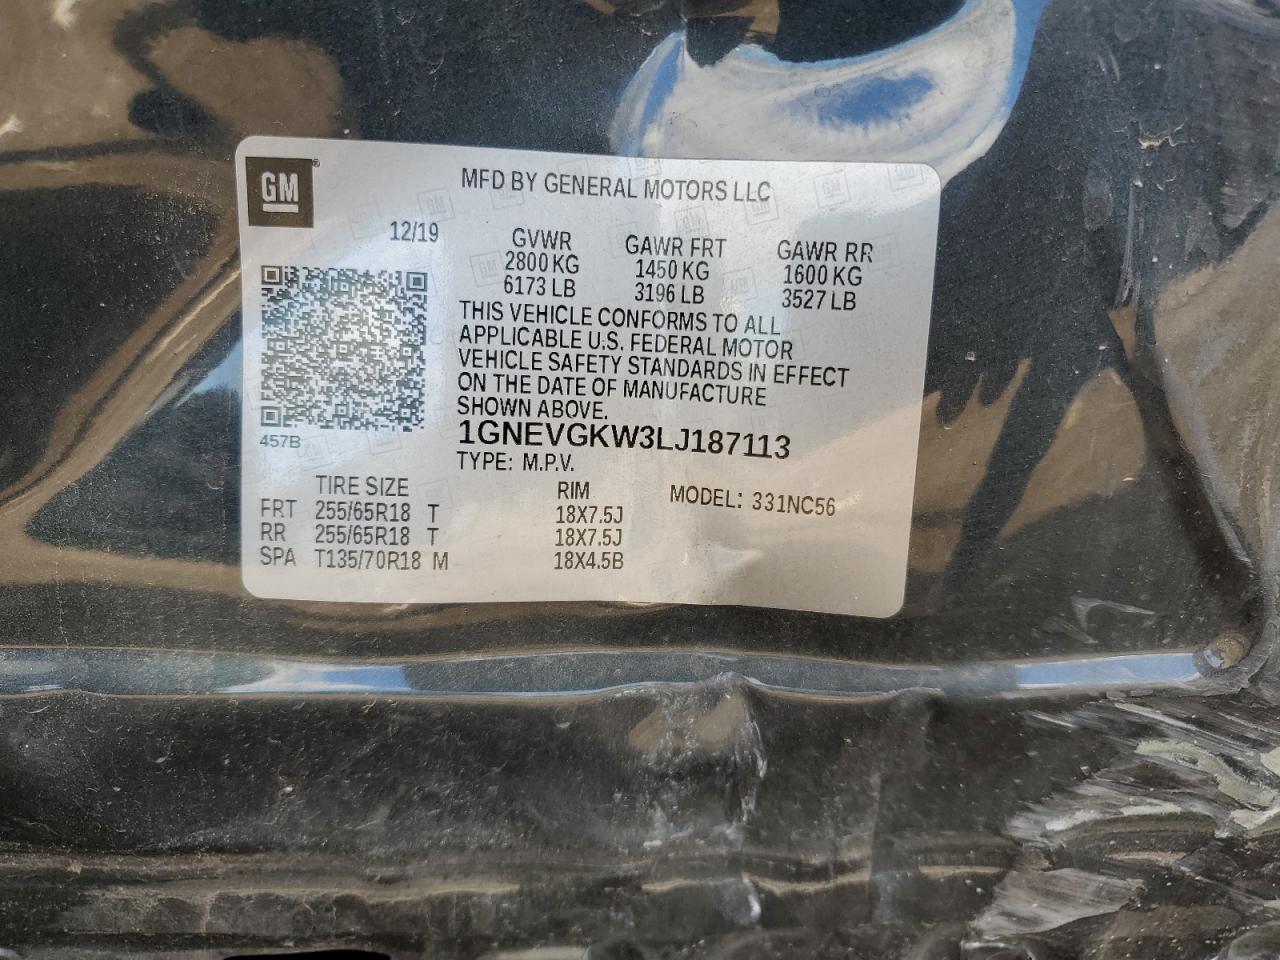 GM®
MFD BY GENERAL MOTORS LLC
12/19
GVWR GAWR FRT GAWR RR
2800 KG 1450 KG 1600 KG
6173 LB 3196 LB 3527 LB
THIS VEHICLE CONFORMS TO ALL
APPLICABLE U.S. FEDERAL MOTOR
VEHICLE SAFETY STANDARDS IN EFFECT
ON THE DATE OF MANUFACTURE
SHOWN ABOVE.
457B
1GNEVGKW3LJ187113
TYPE: M.P.V.
TIRE SIZE RIM MODEL: 331NC56
FRT 255/65R18 T 18X7.5J
RR 255/65R18 T 18X7.5J
SPA T135/70R18 M 18X4.5B